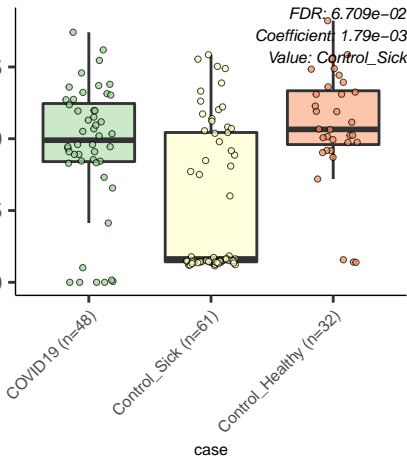 FDR: 6.709e−02
Coefficient: 1.79e−03
Value: Control_Sick
COVID19 (n=48)
Control_Sick (n=61)
Control_Healthy (n=32)
case